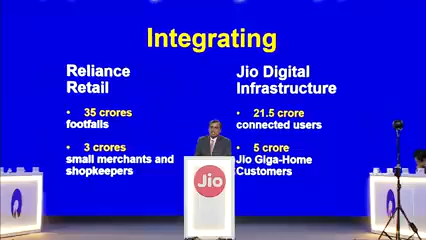 Integrating
Reliance
Retail
• 35 crores
footfalls
• 3 crores
small merchants and
shopkeepers
Jio Digital
Infrastructure
• 21.5 crore
connected users
• 5 crore
Jio Giga-Home
Customers
Jio
Jio